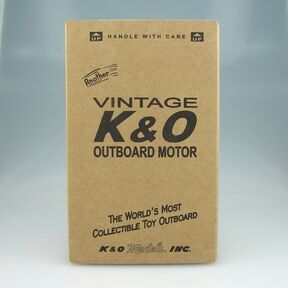 UP HANDLE WITH CARE UP
Another
VINTAGE
K&O
OUTBOARD MOTOR
THE WORLD'S MOST
COLLECTIBLE TOY OUTBOARD
K&O Models INC.